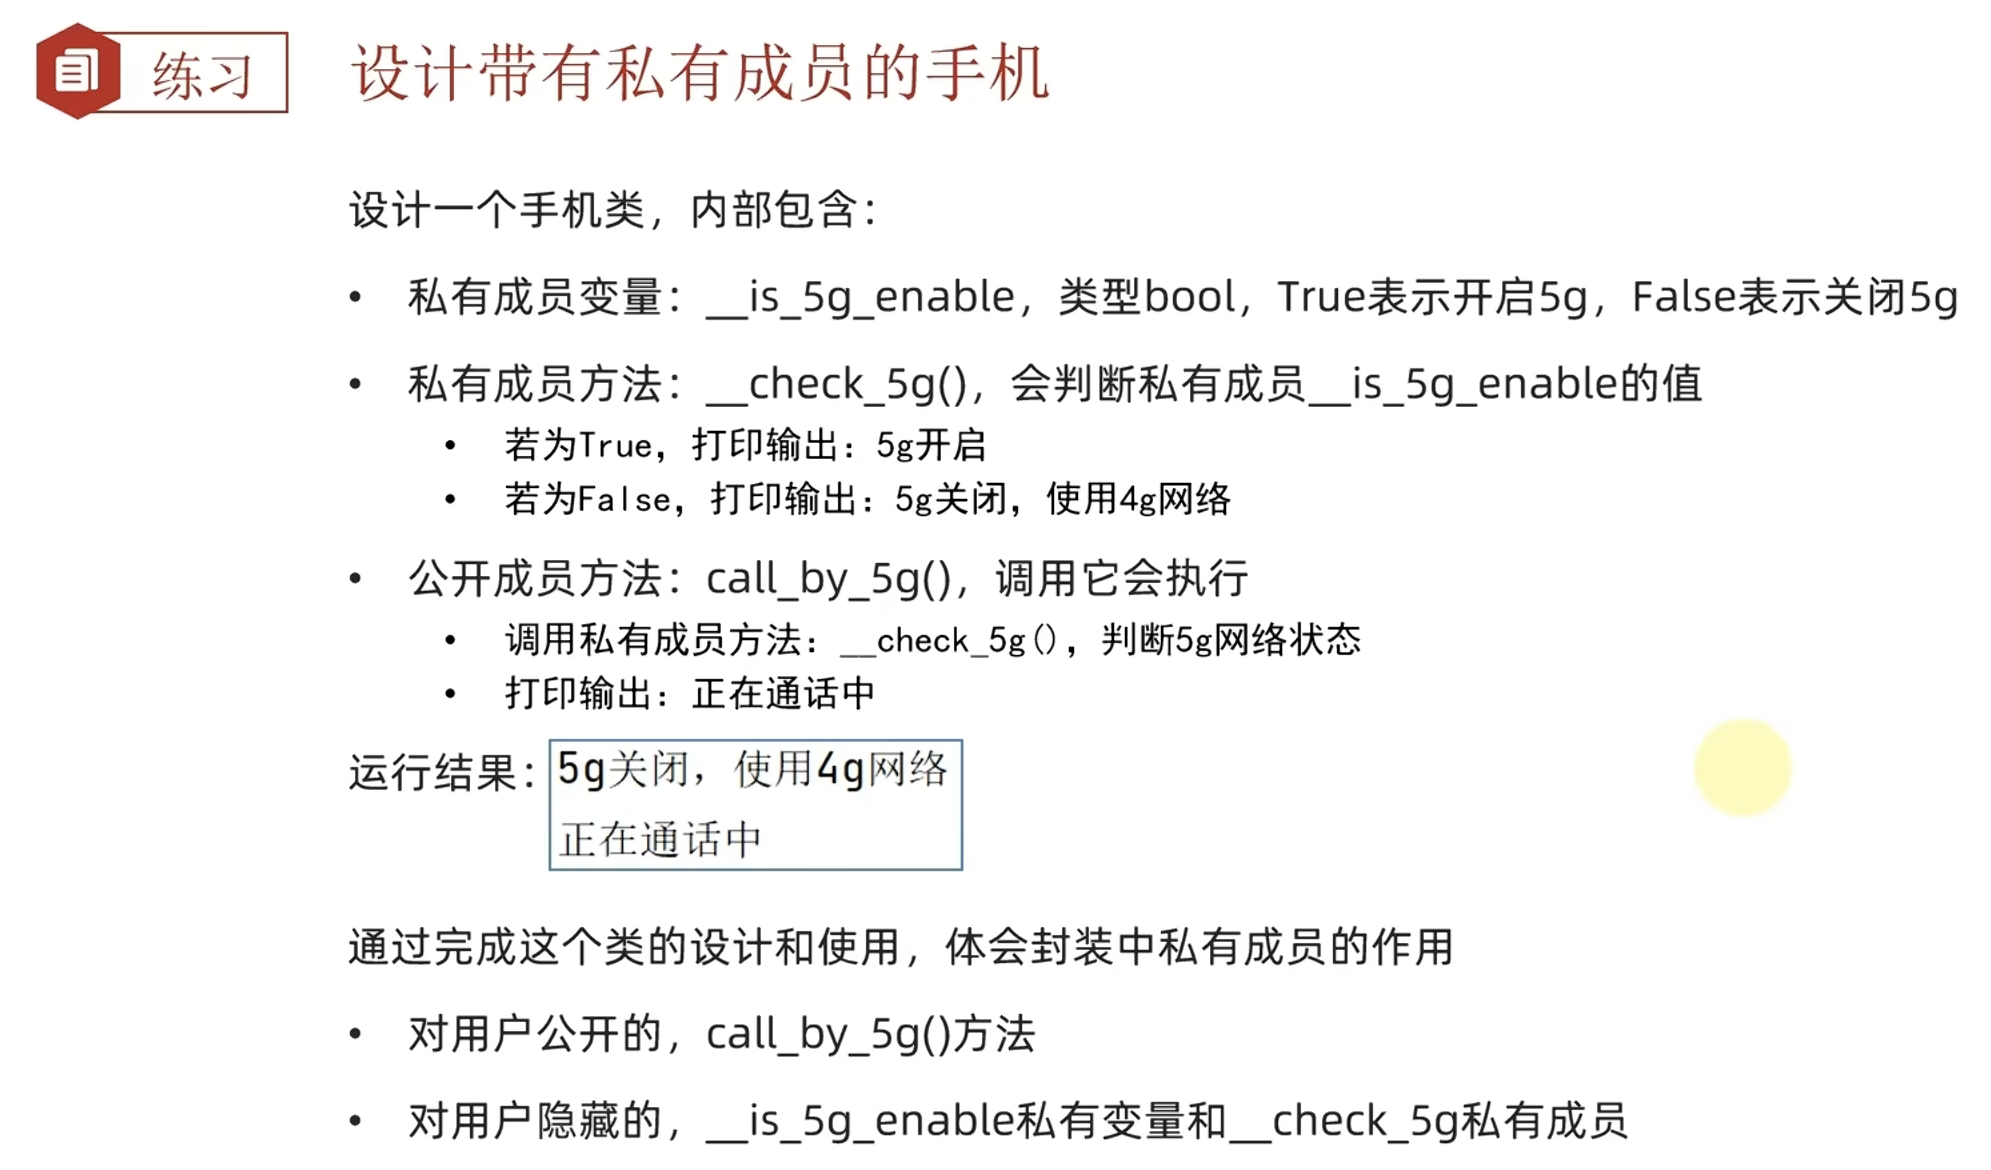 练习
设计带有私有成员的手机
设计一个手机类，内部包含：
• 私有成员变量：__is_5g_enable，类型bool，True表示开启5g，False表示关闭5g
• 私有成员方法：__check_5g()，会判断私有成员__is_5g_enable的值
• 若为True，打印输出：5g开启
• 若为False，打印输出：5g关闭，使用4g网络
• 公开成员方法：call_by_5g()，调用它会执行
• 调用私有成员方法：__check_5g()，判断5g网络状态
• 打印输出：正在通话中
运行结果：
5g关闭，使用4g网络
正在通话中
通过完成这个类的设计和使用，体会封装中私有成员的作用
• 对用户公开的，call_by_5g()方法
• 对用户隐藏的，__is_5g_enable私有变量和__check_5g私有成员